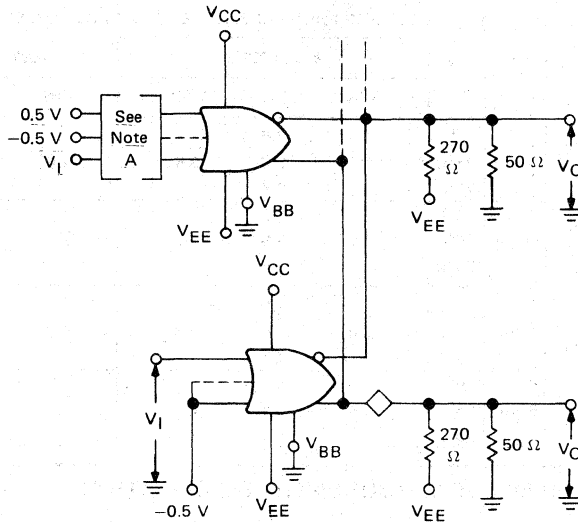 VCC
0.5 V
−0.5 V
VI
See
Note
A
VBB
VEE
270
Ω
50 Ω
VEE
VO
VCC
VI
VBB
−0.5 V
VEE
270
Ω
50 Ω
VEE
VO